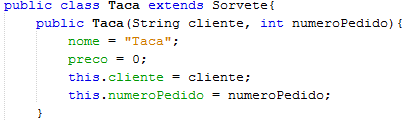 public class Taca extends Sorvete{
public Taca(String cliente, int numeroPedido){
nome = "Taca";
preco = 0;
this.cliente = cliente;
this.numeroPedido = numeroPedido;
}